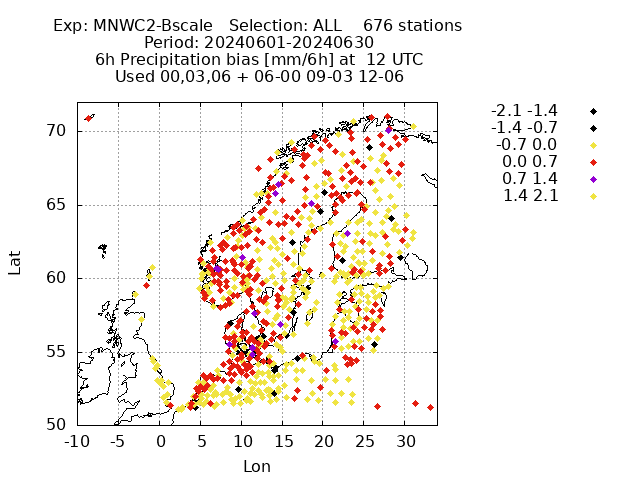 Exp: MNWC2-Bscale   Selection: ALL    676 stations
Period: 20240601-20240630
6h Precipitation bias [mm/6h] at  12 UTC
Used 00,03,06 + 06-00 09-03 12-06
-2.1 -1.4
-1.4 -0.7
-0.7 0.0
0.0 0.7
0.7 1.4
1.4 2.1
70
65
60
55
50
Lat
-10 -5 0 5 10 15 20 25 30
Lon